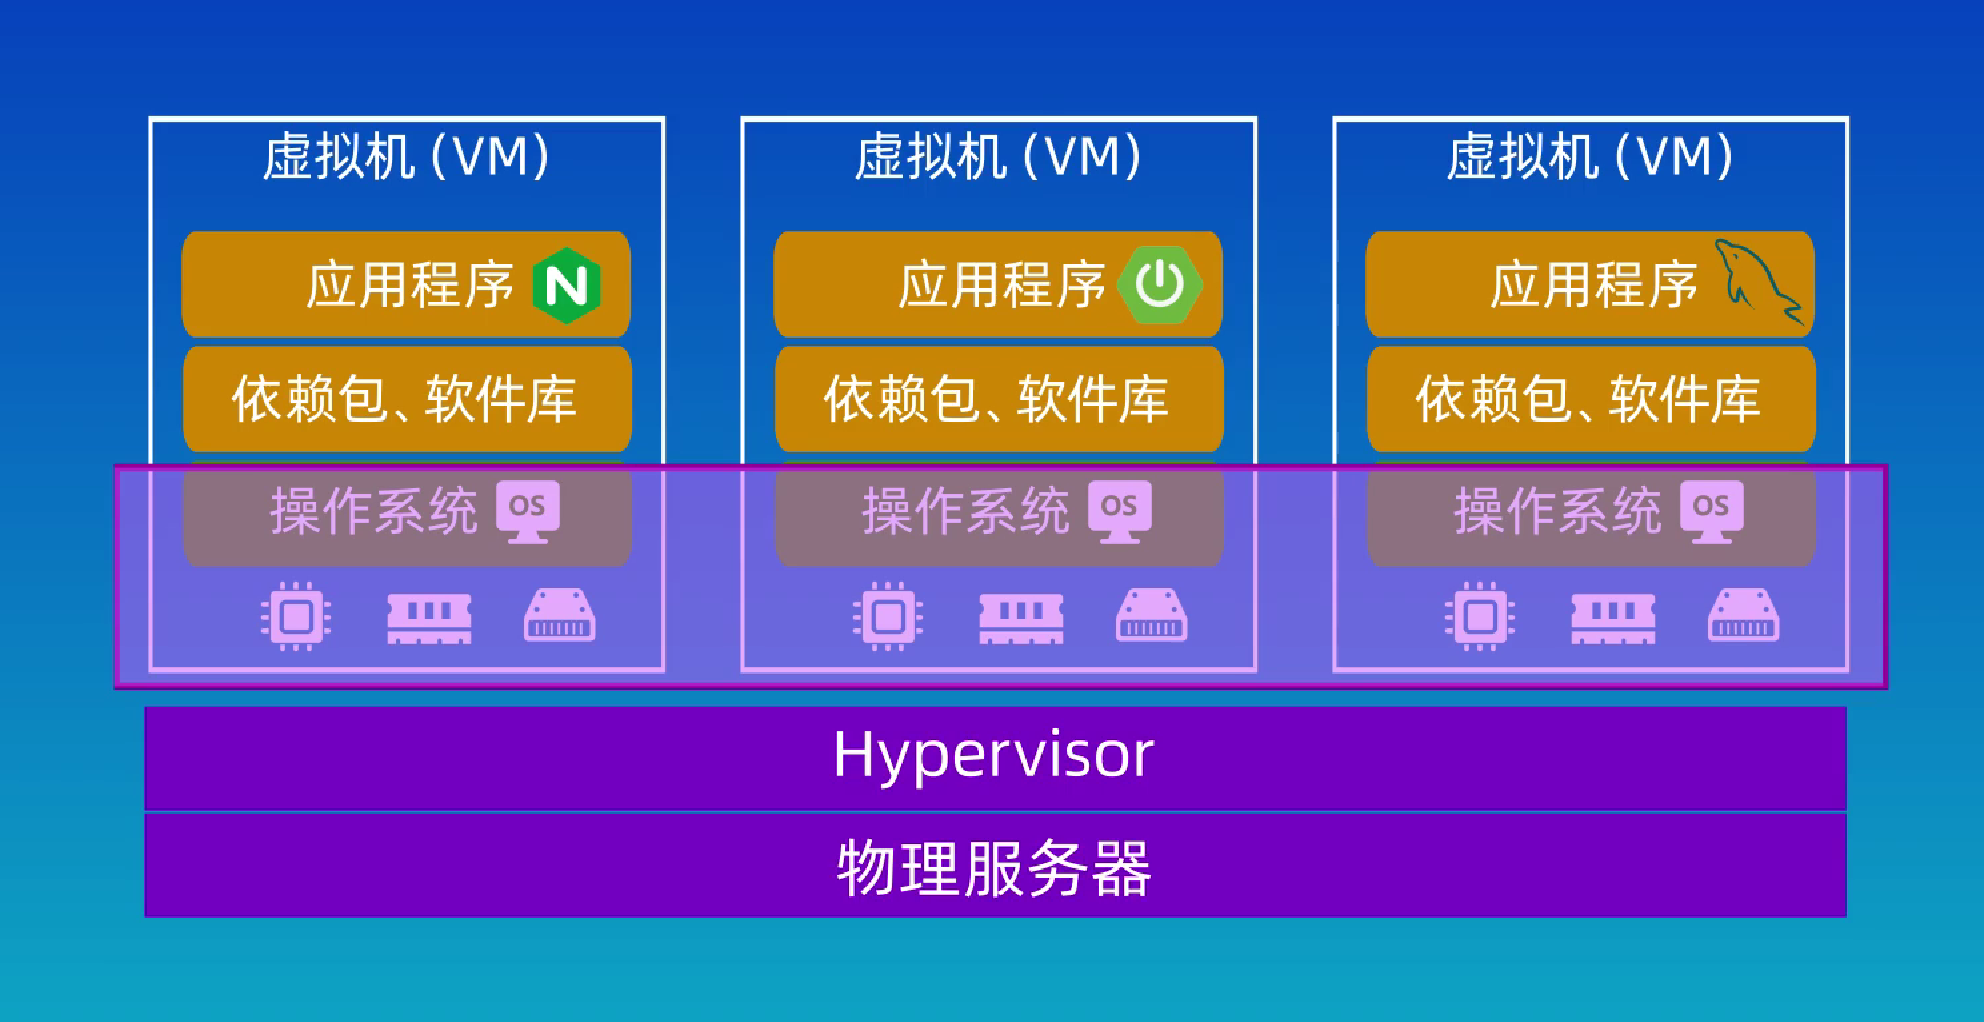 虚拟机 (VM)
应用程序 N
依赖包、软件库
操作系统 OS
虚拟机 (VM)
应用程序
依赖包、软件库
操作系统 OS
虚拟机 (VM)
应用程序
依赖包、软件库
操作系统 OS
Hypervisor
物理服务器